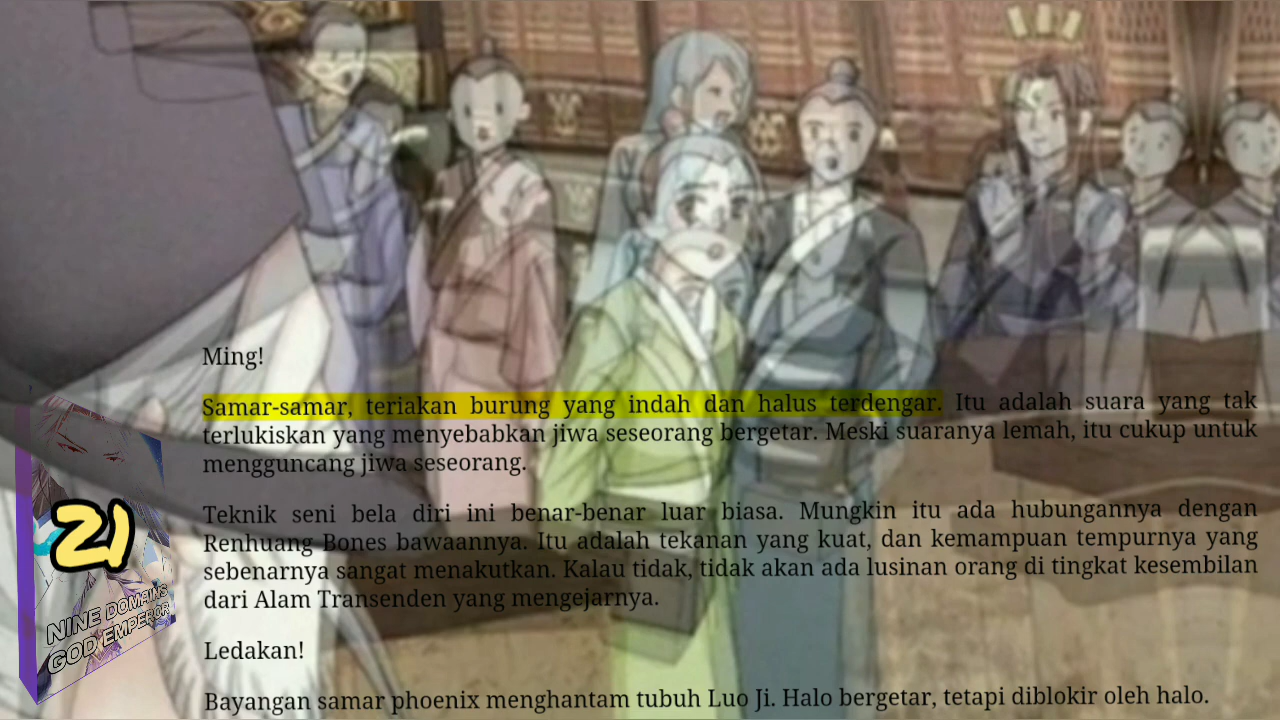 Ming!
Samar-samar, teriakan burung yang indah dan halus terdengar. Itu adalah suara yang tak
terlukiskan yang menyebabkan jiwa seseorang bergetar. Meski suaranya lemah, itu cukup untuk
mengguncang jiwa seseorang.
Teknik seni bela diri ini benar-benar luar biasa. Mungkin itu ada hubungannya dengan
Renhuang Bones bawaannya. Itu adalah tekanan yang kuat, dan kemampuan tempurnya yang
sebenarnya sangat menakutkan. Kalau tidak, tidak akan ada lusinan orang di tingkat kesembilan
dari Alam Transenden yang mengejarnya.
Ledakan!
Bayangan samar phoenix menghantam tubuh Luo Ji. Halo bergetar, tetapi diblokir oleh halo.
21
NINE DOMAINS
GOD EMPEROR